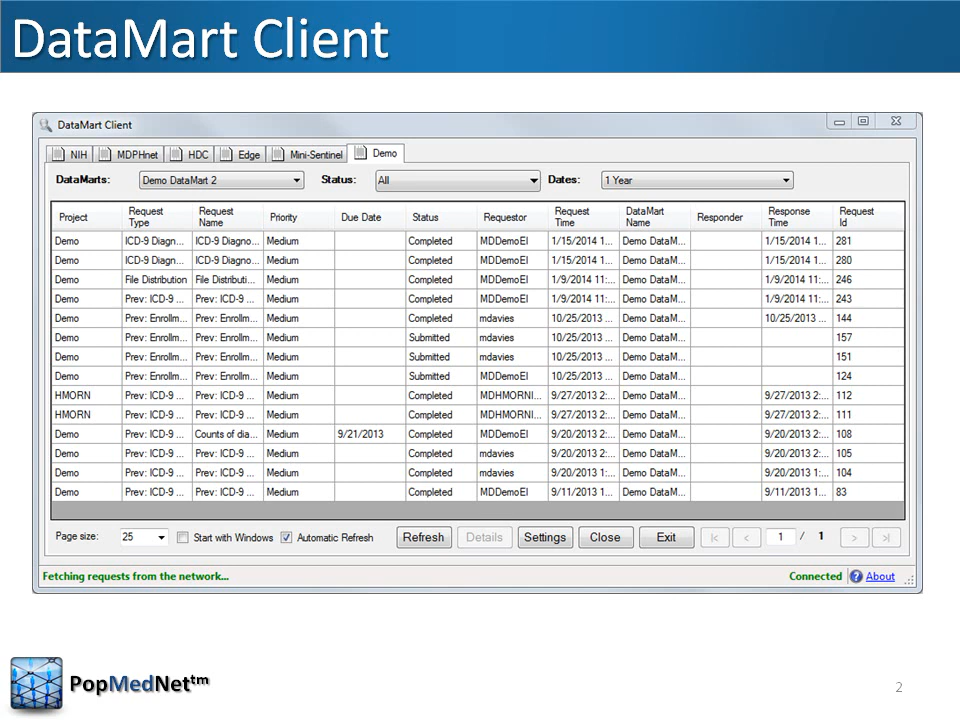 DataMart Client
DataMart Client
NIH MDPHnet HDC Edge Mini-Sentinel Demo
DataMarts: Demo DataMart 2 Status: All Dates: 1 Year
Project Request Type Request Name Priority Due Date Status Requestor Request Time DataMart Name Responder Response Time Request Id
Demo ICD-9 Diagn... ICD-9 Diagno... Medium Completed MDDemoEI 1/15/2014 1... Demo DataM... 1/15/2014 1... 281
Demo ICD-9 Diagn... ICD-9 Diagno... Medium Completed MDDemoEI 1/15/2014 1... Demo DataM... 1/15/2014 1... 280
Demo File Distribution File Distributi... Medium Completed MDDemoEI 1/9/2014 11:... Demo DataM... 1/9/2014 11:... 246
Demo Prev: ICD-9 ... Prev: ICD-9 ... Medium Completed MDDemoEI 1/9/2014 11:... Demo DataM... 1/9/2014 11:... 243
Demo Prev: Enrollm... Prev: Enrollm... Medium Completed mdavies 10/25/2013 ... Demo DataM... 10/25/2013 ... 144
Demo Prev: Enrollm... Prev: Enrollm... Medium Submitted mdavies 10/25/2013 ... Demo DataM... 157
Demo Prev: Enrollm... Prev: Enrollm... Medium Submitted mdavies 10/25/2013 ... Demo DataM... 151
Demo Prev: Enrollm... Prev: Enrollm... Medium Submitted MDDemoEI 10/25/2013 ... Demo DataM... 124
HMORN Prev: ICD-9 ... Prev: ICD-9 ... Medium Completed MDHMORNI... 9/27/2013 2:... Demo DataM... 9/27/2013 2:... 112
HMORN Prev: ICD-9 ... Prev: ICD-9 ... Medium Completed MDHMORNI... 9/27/2013 2:... Demo DataM... 9/27/2013 2:... 111
Demo Prev: ICD-9 ... Counts of dia... Medium 9/21/2013 Completed MDDemoEI 9/20/2013 2:... Demo DataM... 9/20/2013 2:... 108
Demo Prev: ICD-9 ... Prev: ICD-9 ... Medium Completed mdavies 9/20/2013 2:... Demo DataM... 9/20/2013 2:... 105
Demo Prev: ICD-9 ... Prev: ICD-9 ... Medium Completed mdavies 9/20/2013 1:... Demo DataM... 9/20/2013 1:... 104
Demo Prev: ICD-9 ... Prev: ICD-9 ... Medium Completed MDDemoEI 9/11/2013 1... Demo DataM... 9/11/2013 1... 83
Page size: 25 Start with Windows Automatic Refresh Refresh Details Settings Close Exit |< < 1 / 1 > >|
Fetching requests from the network... Connected ? About
PopMedNet™
2